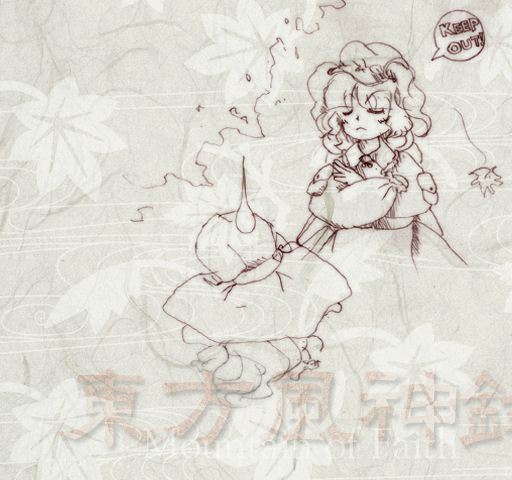 KEEP
OUT!
東方風神録
Mountain of Faith